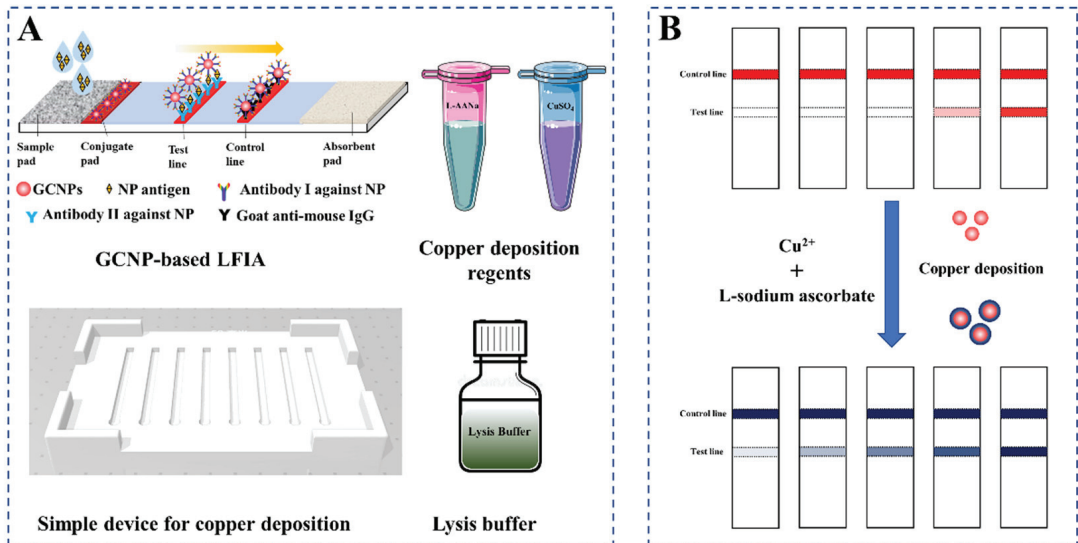 A
L-AANa
CuSO₄
Sample pad
Conjugate pad
Test line
Control line
Absorbent pad
GCNPs
NP antigen
Antibody I against NP
Antibody II against NP
Goat anti-mouse IgG
GCNP-based LFIA
Copper deposition
regents
Lysis Buffer
Simple device for copper deposition
Lysis buffer
B
Control line
Test line
Cu²⁺
+
L-sodium ascorbate
Copper deposition
Control line
Test line